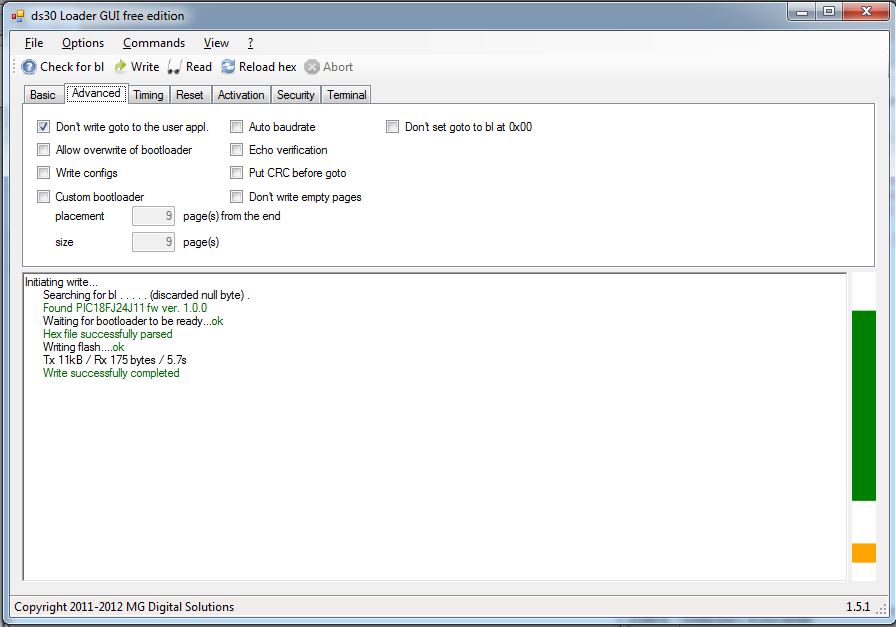 ds30 Loader GUI free edition
File Options Commands View ?
Check for bl Write Read Reload hex Abort
Basic Advanced Timing Reset Activation Security Terminal
Don't write goto to the user appl. Auto baudrate Don't set goto to bl at 0x00
Allow overwrite of bootloader Echo verification
Write configs Put CRC before goto
Custom bootloader Don't write empty pages
placement 9 page(s) from the end
size 9 page(s)
Initiating write...
Searching for bl . . . . . (discarded null byte) .
Found PIC18FJ24J11 fw ver. 1.0.0
Waiting for bootloader to be ready...ok
Hex file successfully parsed
Writing flash....ok
Tx 11kB / Rx 175 bytes / 5.7s
Write successfully completed
Copyright 2011-2012 MG Digital Solutions 1.5.1